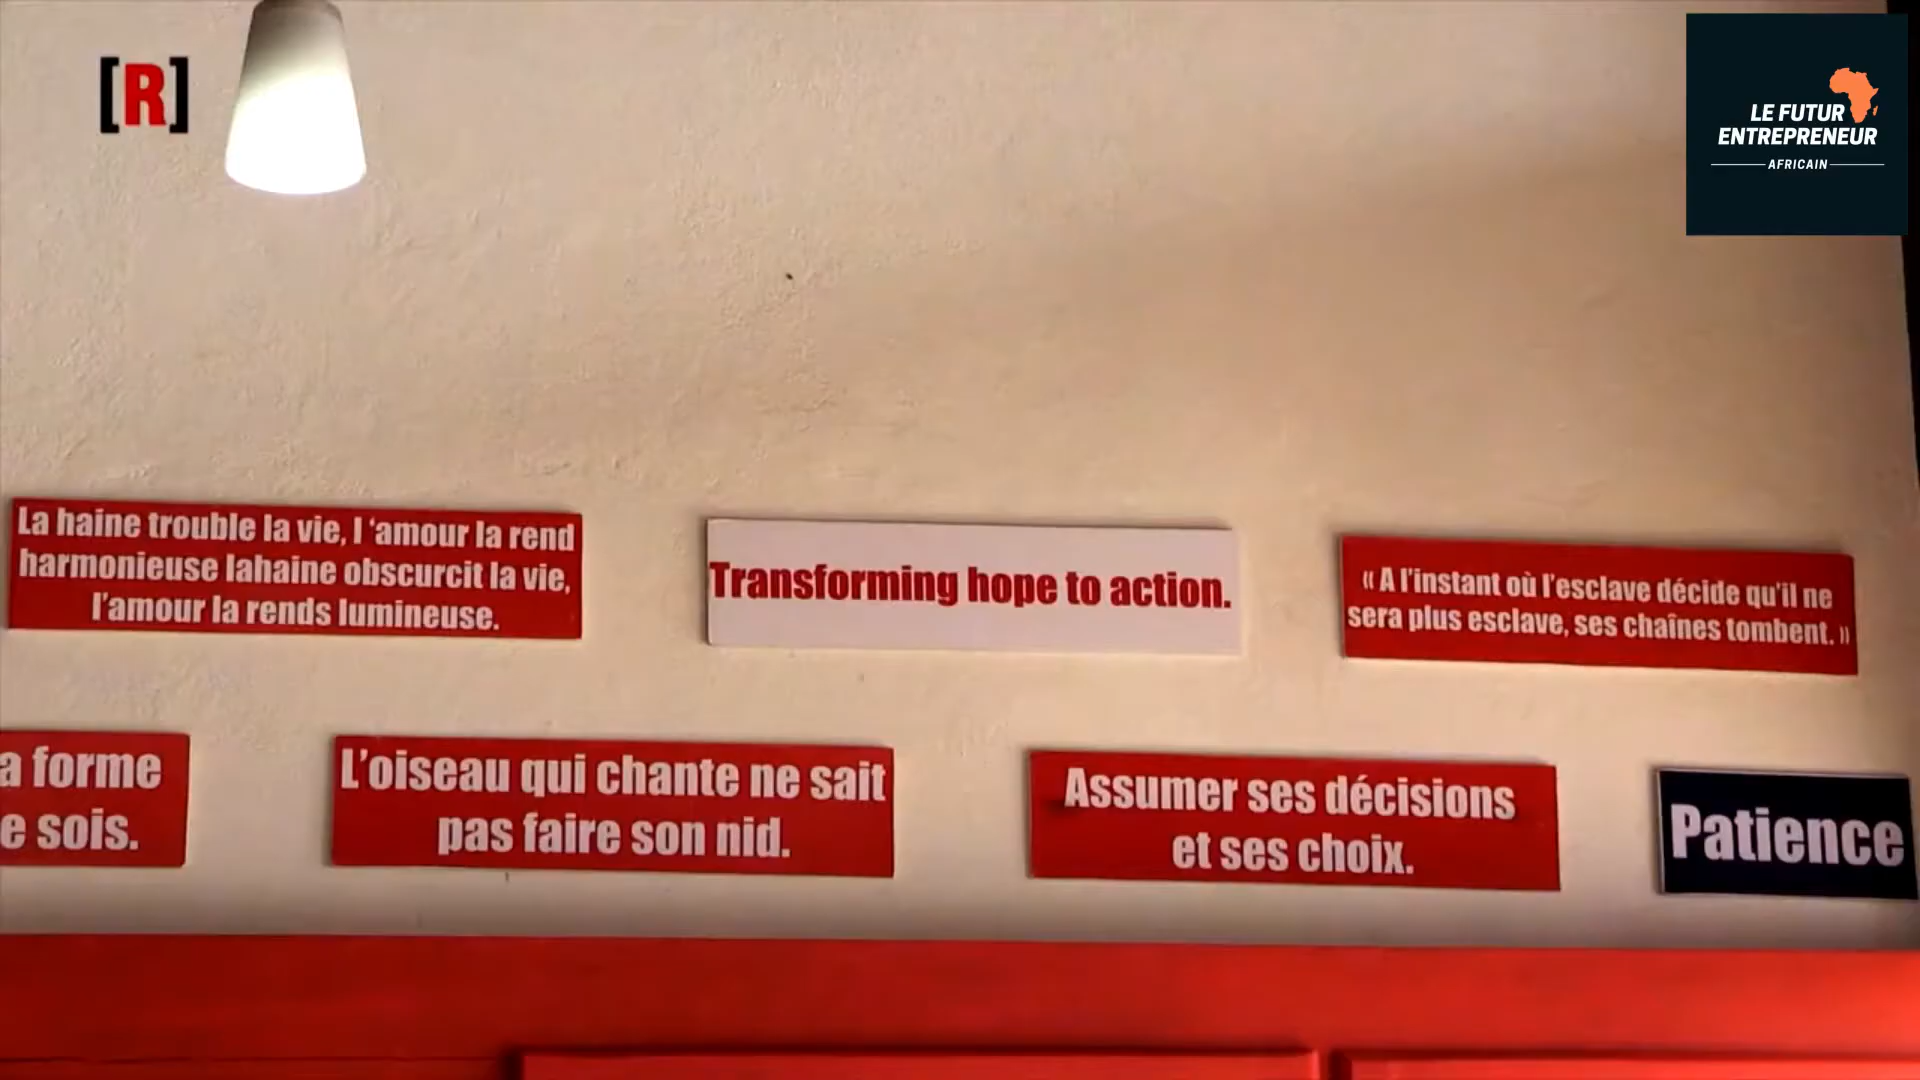 [R]
LE FUTUR
ENTREPRENEUR
AFRICAIN
La haine trouble la vie, l ‘amour la rend
harmonieuse lahaine obscurcit la vie,
l’amour la rends lumineuse.
Transforming hope to action.
« A l’instant où l’esclave décide qu’il ne
sera plus esclave, ses chaînes tombent. »
a forme
e sois.
L’oiseau qui chante ne sait
pas faire son nid.
Assumer ses décisions
et ses choix.
Patience